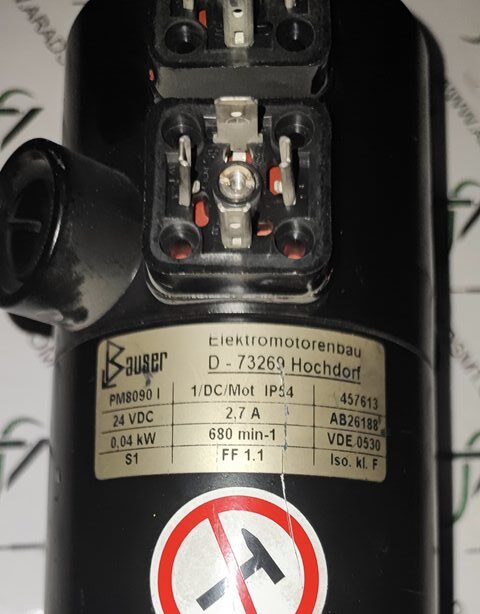 Bauser
Elektromotorenbau
D - 73269 Hochdorf
PM8090 I 1/DC/Mot IP54 457613
24 VDC 2,7 A AB26188
0,04 kW 680 min-1 VDE 0530
S1 FF 1.1 Iso. kl. F